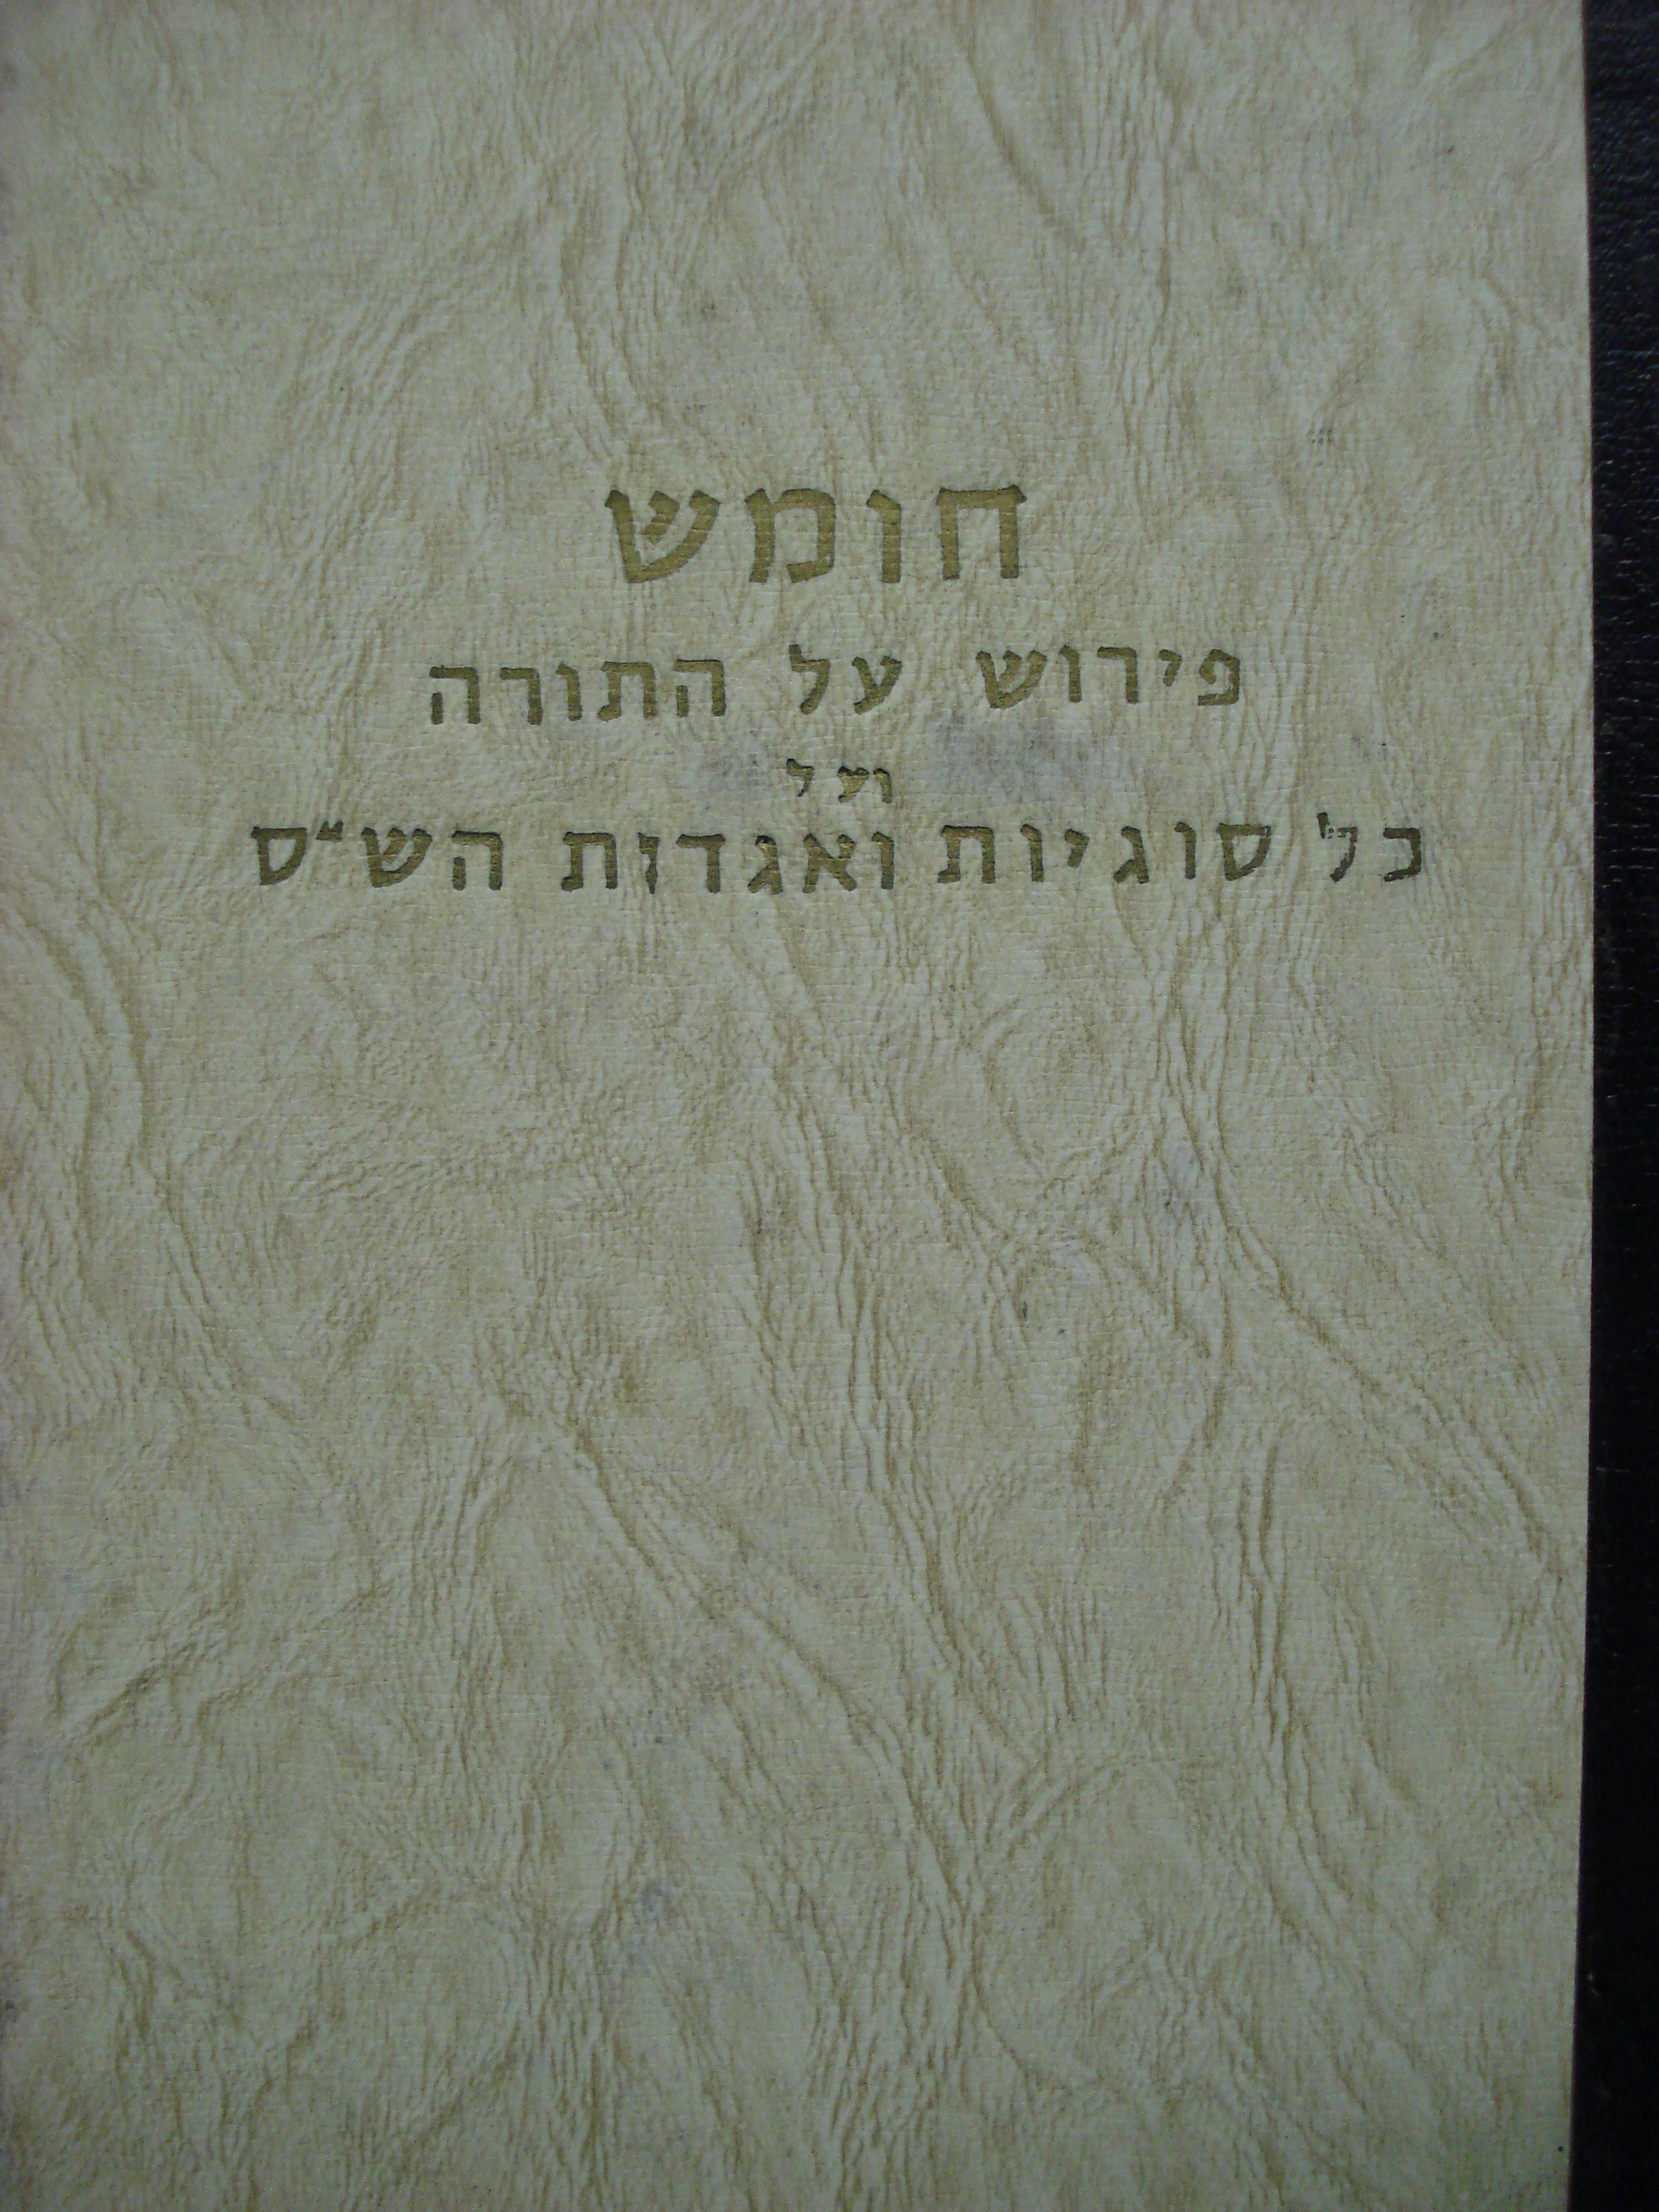 חומש
פירוש על התורה
ועל
כל סוגיות ואגדות הש"ס